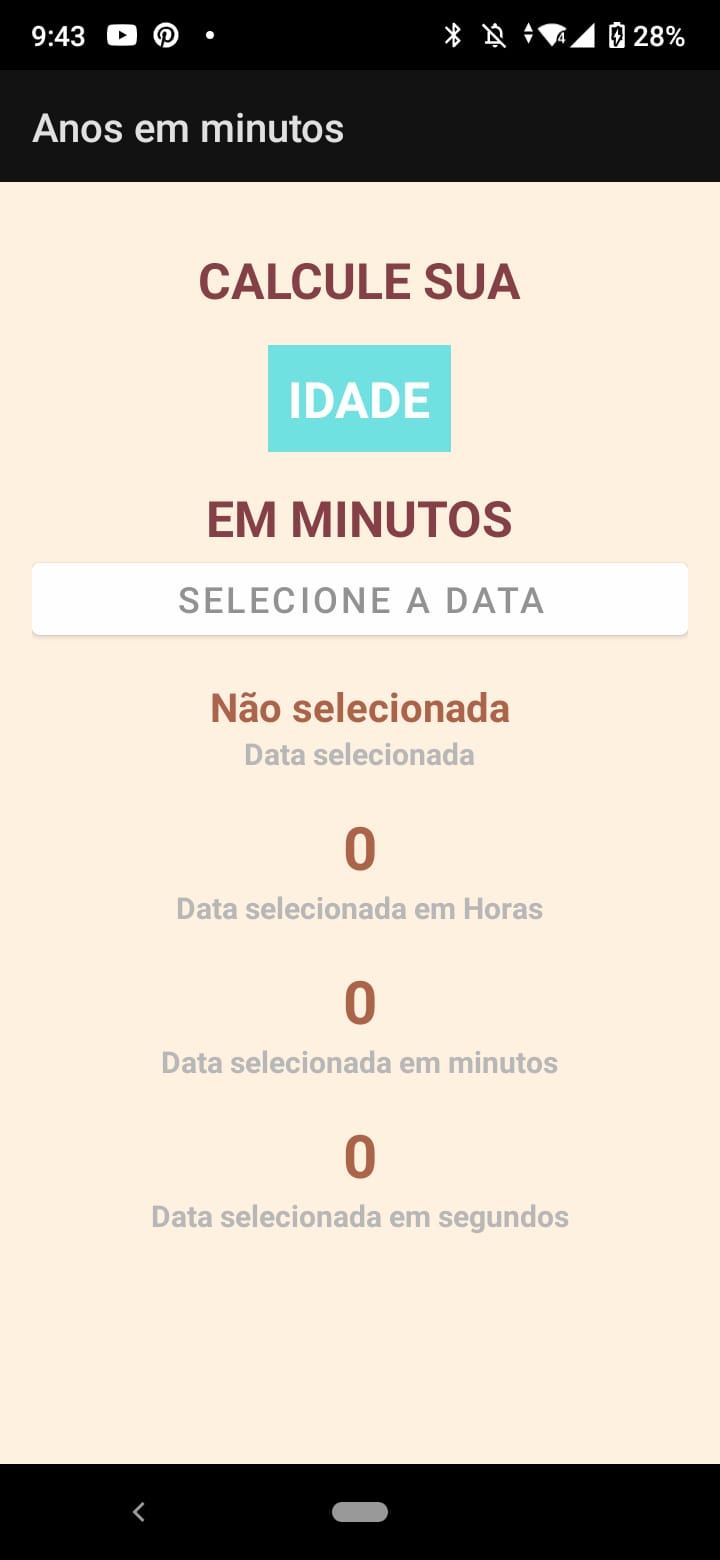 9:43
28%
Anos em minutos
CALCULE SUA
IDADE
EM MINUTOS
SELECIONE A DATA
Não selecionada
Data selecionada
0
Data selecionada em Horas
0
Data selecionada em minutos
0
Data selecionada em segundos